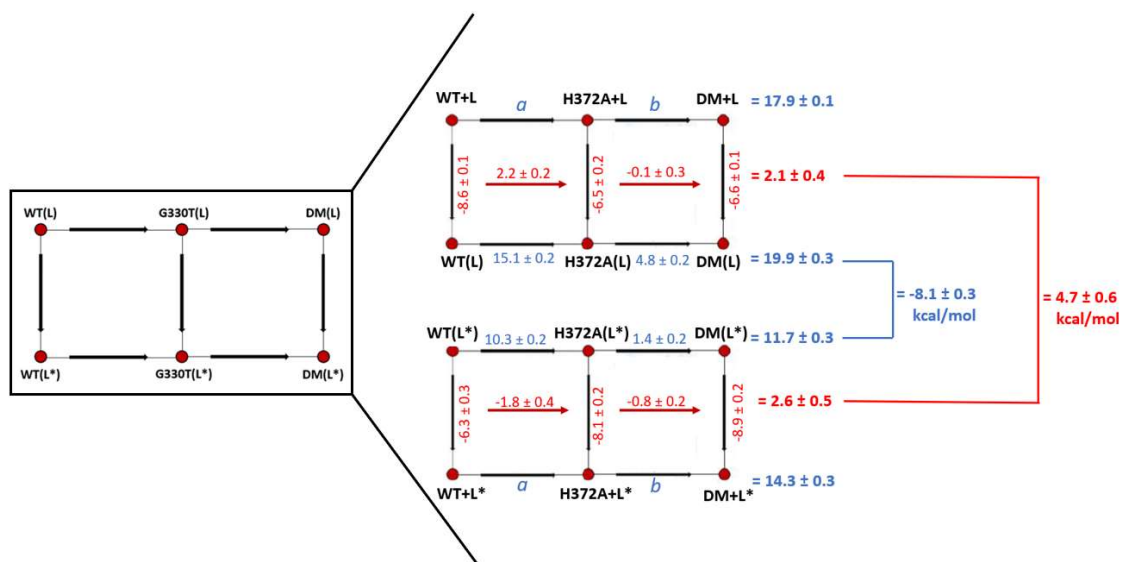 WT(L) G330T(L) DM(L)
WT(L*) G330T(L*) DM(L*)
WT+L a H372A+L b DM+L = 17.9 ± 0.1
-8.6 ± 0.1 2.2 ± 0.2 -6.5 ± 0.2 -0.1 ± 0.3 -6.6 ± 0.1 = 2.1 ± 0.4
WT(L) 15.1 ± 0.2 H372A(L) 4.8 ± 0.2 DM(L) = 19.9 ± 0.3
= -8.1 ± 0.3
kcal/mol
= 4.7 ± 0.6
kcal/mol
WT(L*) 10.3 ± 0.2 H372A(L*) 1.4 ± 0.2 DM(L*) = 11.7 ± 0.3
-6.3 ± 0.3 -1.8 ± 0.4 -8.1 ± 0.2 -0.8 ± 0.2 -8.9 ± 0.2 = 2.6 ± 0.5
WT+L* a H372A+L* b DM+L* = 14.3 ± 0.3